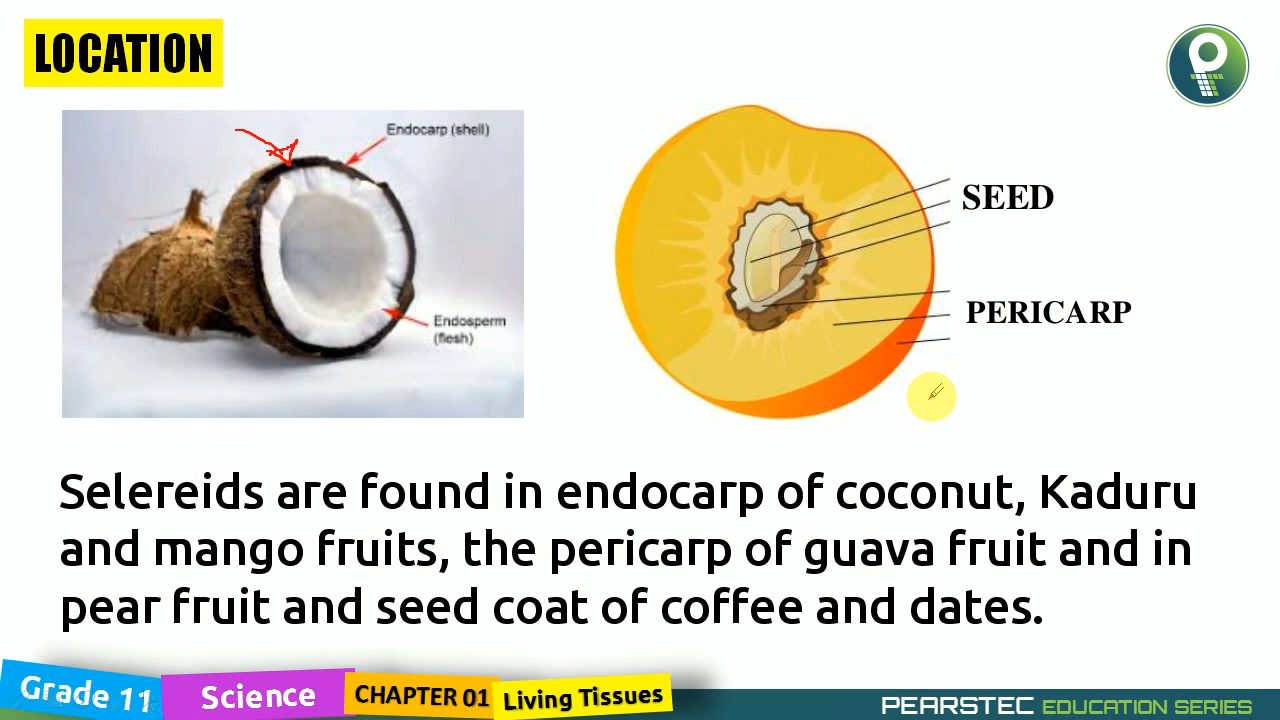 LOCATION
Endocarp (shell)
Endosperm
(flesh)
SEED
PERICARP
Selereids are found in endocarp of coconut, Kaduru
and mango fruits, the pericarp of guava fruit and in
pear fruit and seed coat of coffee and dates.
Grade 11 Science CHAPTER 01 Living Tissues
PEARSTEC EDUCATION SERIES